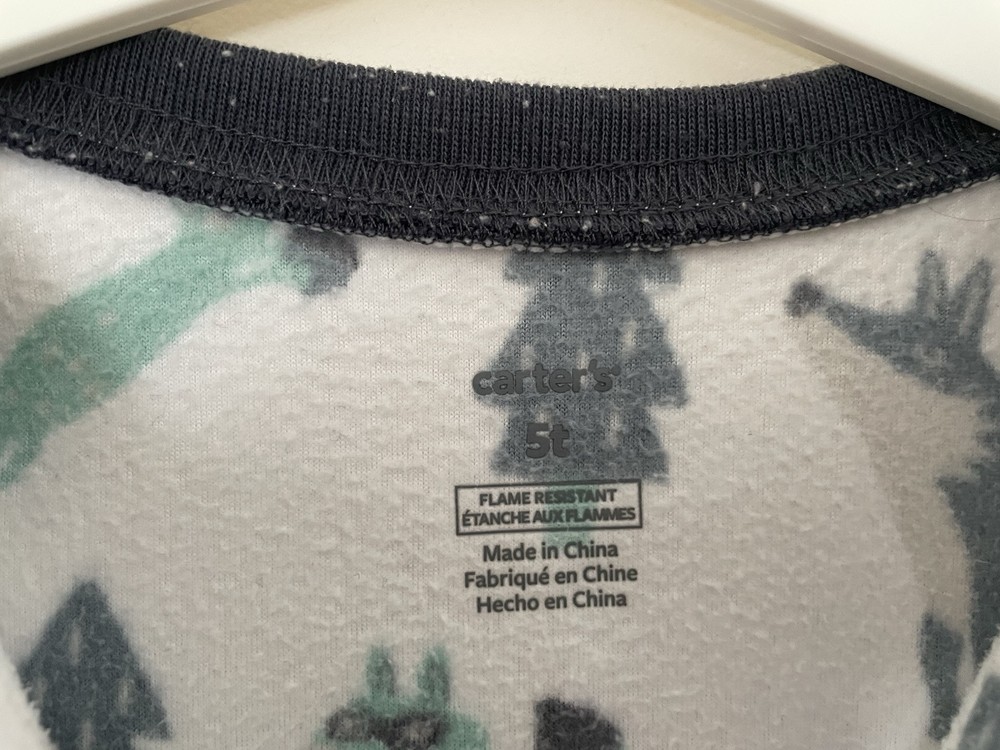 carter's
5t
FLAME RESISTANT
ÉTANCHE AUX FLAMMES
Made in China
Fabriqué en Chine
Hecho en China